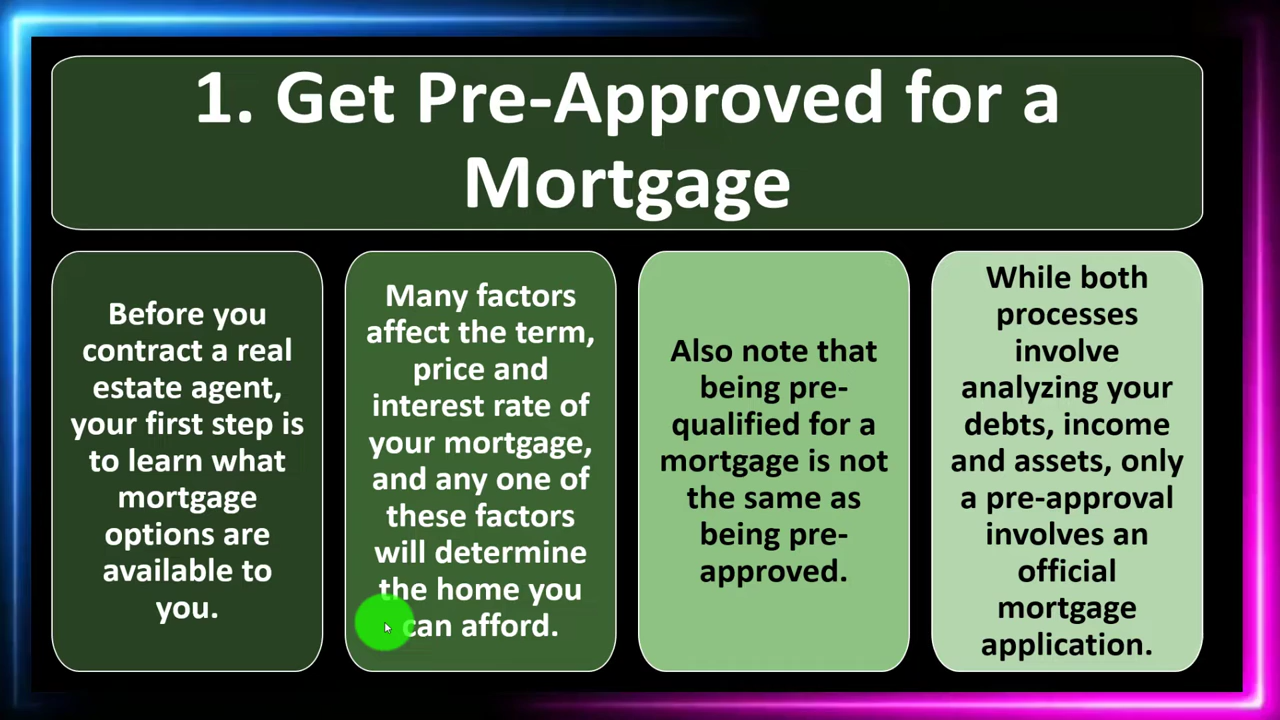 1. Get Pre-Approved for a
Mortgage
Before you
contract a real
estate agent,
your first step is
to learn what
mortgage
options are
available to
you.
Many factors
affect the term,
price and
interest rate of
your mortgage,
and any one of
these factors
will determine
the home you
can afford.
Also note that
being pre-
qualified for a
mortgage is not
the same as
being pre-
approved.
While both
processes
involve
analyzing your
debts, income
and assets, only
a pre-approval
involves an
official
mortgage
application.